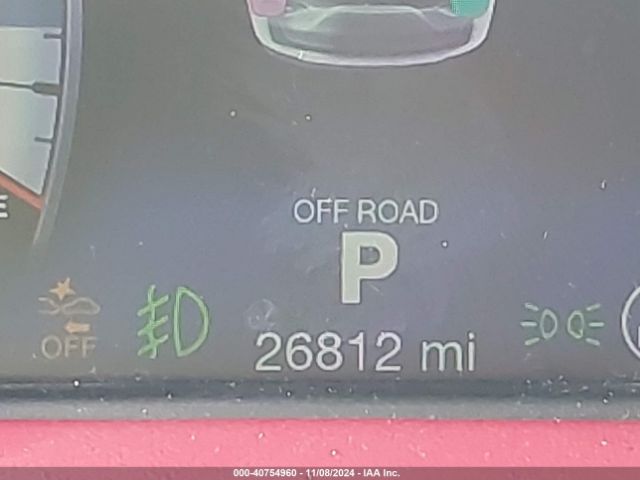 E
OFF ROAD
P
OFF
26812 mi
000-40754960 - 11/08/2024 - IAA Inc.